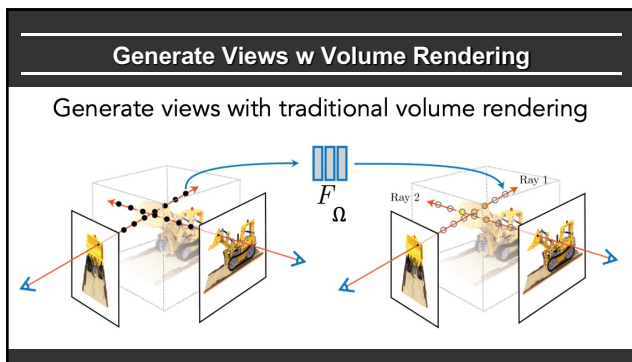 Generate Views w Volume Rendering
Generate views with traditional volume rendering
Ray 1
Ray 2
F
Ω